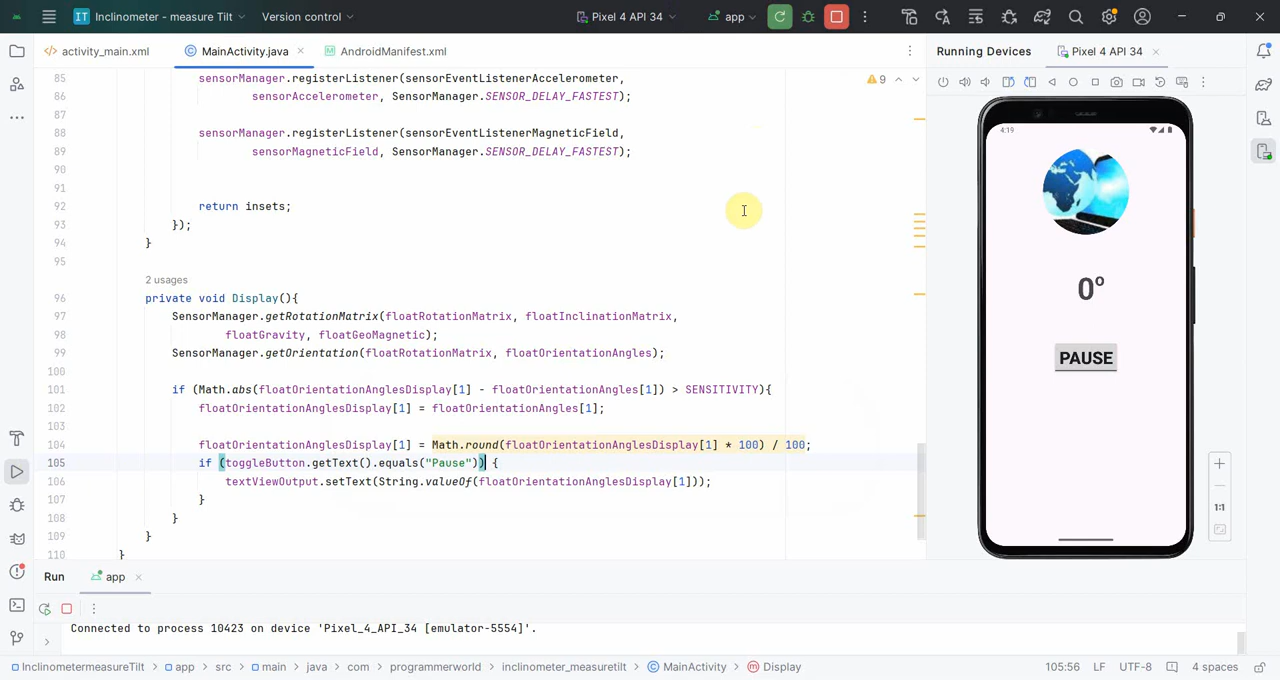 Inclinometer - measure Tilt
Version control
Pixel 4 API 34
app
activity_main.xml
MainActivity.java
AndroidManifest.xml
Running Devices
Pixel 4 API 34
9
85 sensorManager.registerListener(sensorEventListenerAccelerometer,
86 sensorAccelerometer, SensorManager.SENSOR_DELAY_FASTEST);
87
88 sensorManager.registerListener(sensorEventListenerMagneticField,
89 sensorMagneticField, SensorManager.SENSOR_DELAY_FASTEST);
90
91
92 return insets;
93 });
94 }
95
2 usages
96 private void Display(){
97 SensorManager.getRotationMatrix(floatRotationMatrix, floatInclinationMatrix,
98 floatGravity, floatGeoMagnetic);
99 SensorManager.getOrientation(floatRotationMatrix, floatOrientationAngles);
100
101 if (Math.abs(floatOrientationAnglesDisplay[1] - floatOrientationAngles[1]) > SENSITIVITY){
102 floatOrientationAnglesDisplay[1] = floatOrientationAngles[1];
103
104 floatOrientationAnglesDisplay[1] = Math.round(floatOrientationAnglesDisplay[1] * 100) / 100;
105 if (toggleButton.getText().equals("Pause")) {
106 textViewOutput.setText(String.valueOf(floatOrientationAnglesDisplay[1]));
107 }
108 }
109 }
110 }
4:19
0º
PAUSE
1:1
Run
app
Connected to process 10423 on device 'Pixel_4_API_34 [emulator-5554]'.
InclinometermeasureTilt > app > src > main > java > com > programmerworld > inclinometer_measuretilt > MainActivity > Display
105:56 LF UTF-8 4 spaces